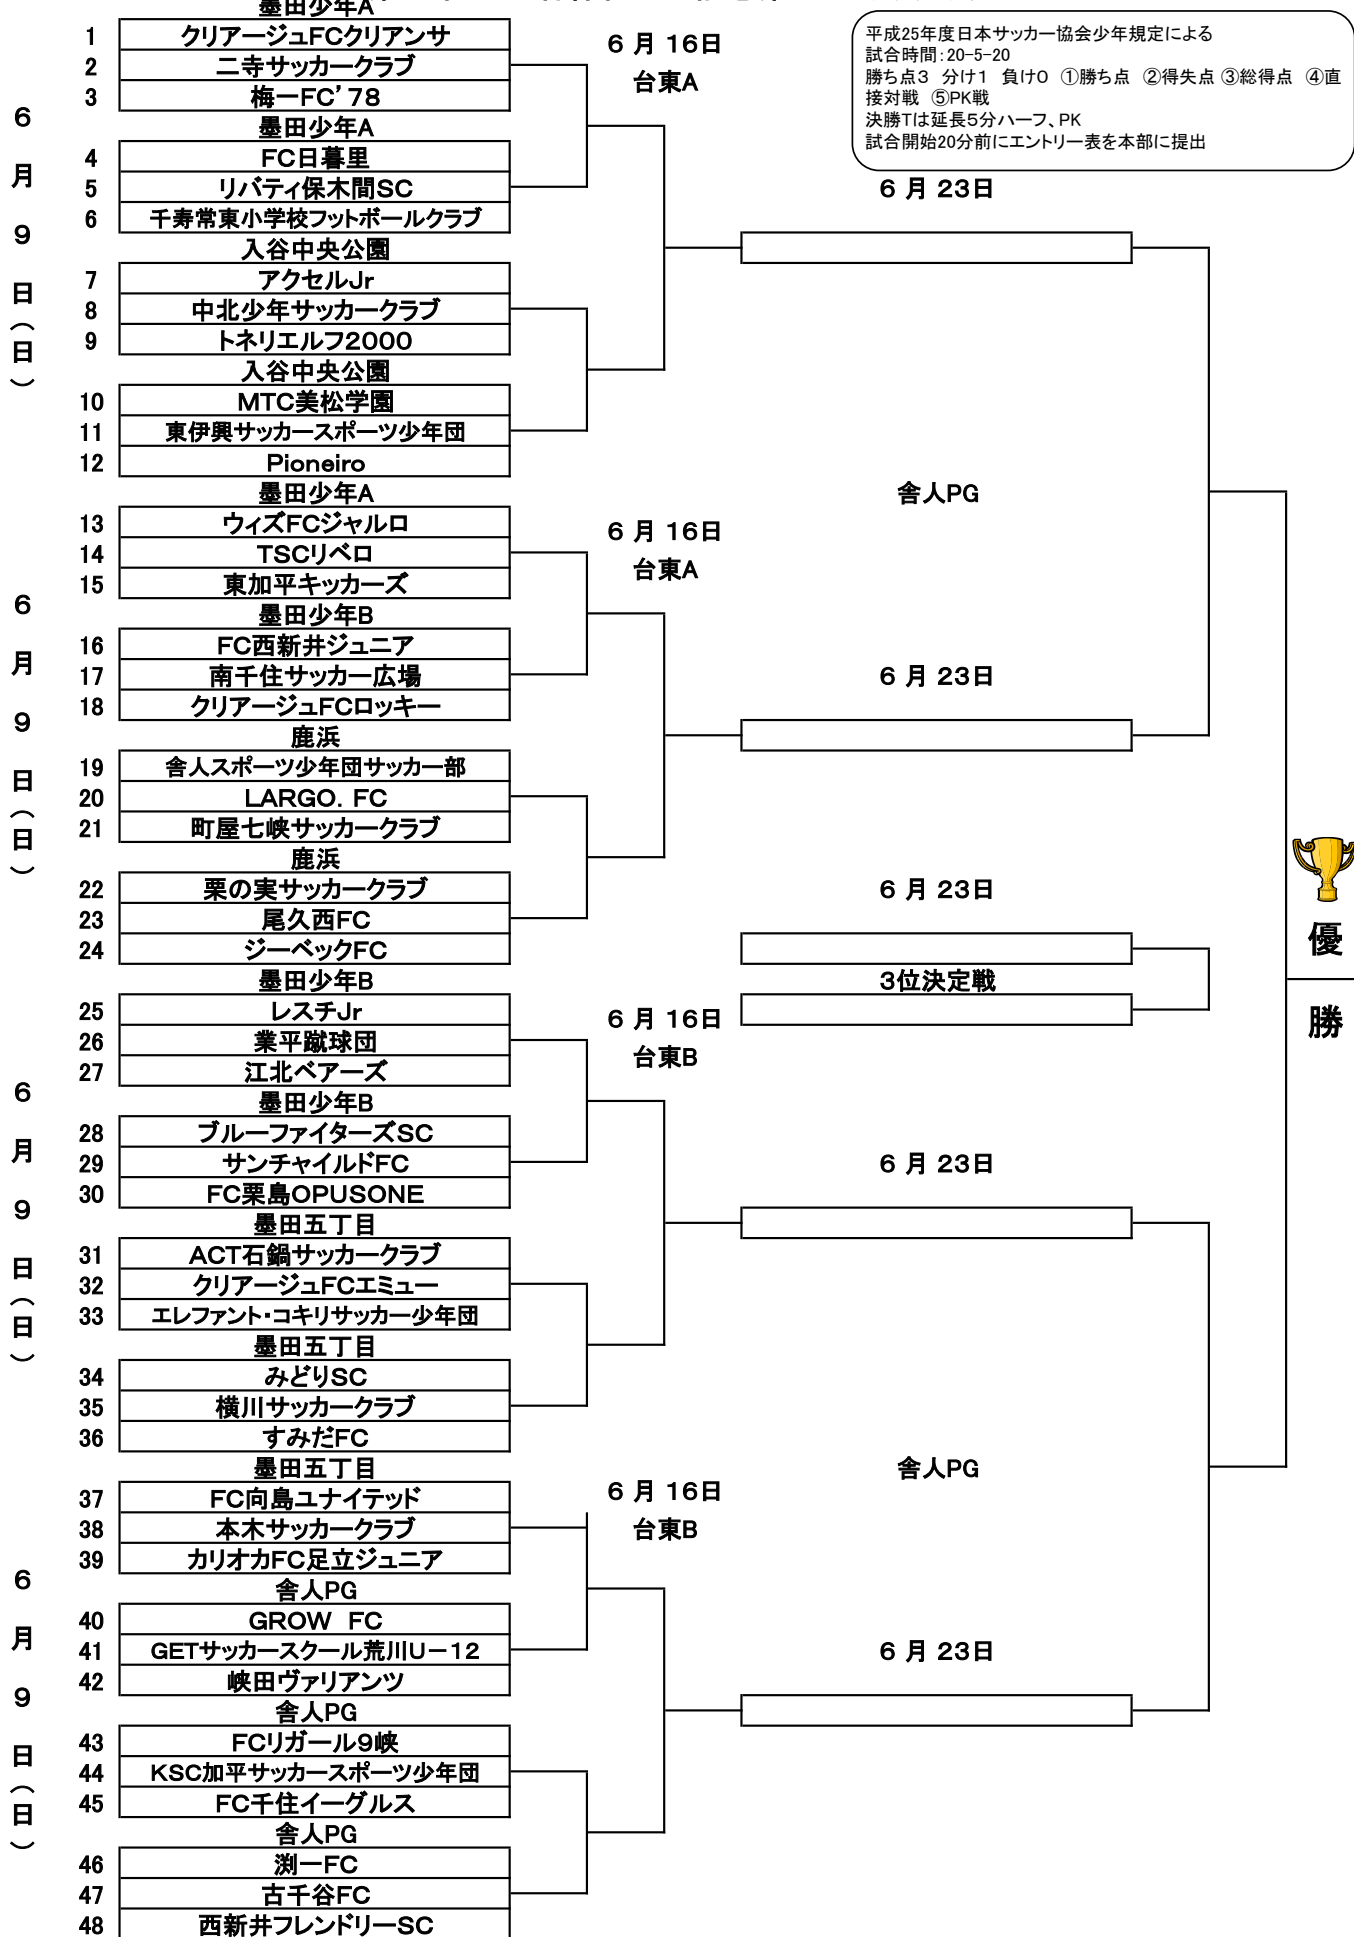 墨田少年A
1 クリアージュFCクリアンサ
2 二寺サッカークラブ
3 梅一FC’78
墨田少年A
4 FC日暮里
5 リバティ保木間SC
6 千寿常東小学校フットボールクラブ
入谷中央公園
7 アクセルJr
8 中北少年サッカークラブ
9 トネリエルフ2000
入谷中央公園
10 MTC美松学園
11 東伊興サッカースポーツ少年団
12 Pioneiro
6月9日(日)
6月16日
台東A
平成25年度日本サッカー協会少年規定による
試合時間:20-5-20
勝ち点3 分け1 負け0 ①勝ち点 ②得失点 ③総得点 ④直
接対戦 ⑤PK戦
決勝Tは延長5分ハーフ、PK
試合開始20分前にエントリー表を本部に提出
6月23日
墨田少年A
13 ウィズFCジャルロ
14 TSCリベロ
15 東加平キッカーズ
墨田少年B
16 FC西新井ジュニア
17 南千住サッカー広場
18 クリアージュFCロッキー
鹿浜
19 舎人スポーツ少年団サッカー部
20 LARGO.FC
21 町屋七峡サッカークラブ
鹿浜
22 栗の実サッカークラブ
23 尾久西FC
24 ジーベックFC
6月9日(日)
6月16日
台東A
舎人PG
6月23日
6月23日
3位決定戦
優
勝
墨田少年B
25 レスチJr
26 業平蹴球団
27 江北ベアーズ
墨田少年B
28 ブルーファイターズSC
29 サンチャイルドFC
30 FC栗島OPUSONE
墨田五丁目
31 ACT石鍋サッカークラブ
32 クリアージュFCエミュー
33 エレファント・コキリサッカー少年団
墨田五丁目
34 みどりSC
35 横川サッカークラブ
36 すみだFC
6月9日(日)
6月16日
台東B
6月23日
舎人PG
墨田五丁目
37 FC向島ユナイテッド
38 本木サッカークラブ
39 カリオカFC足立ジュニア
舎人PG
40 GROW FC
41 GETサッカースクール荒川U-12
42 峡田ヴァリアンツ
舎人PG
43 FCリガール9峡
44 KSC加平サッカースポーツ少年団
45 FC千住イーグルス
舎人PG
46 渕一FC
47 古千谷FC
48 西新井フレンドリーSC
6月9日(日)
6月16日
台東B
6月23日